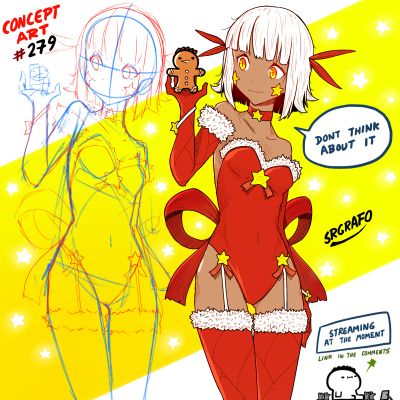 CONCEPT
ART
#279
DONT THINK
ABOUT IT
SRGRAFO
STREAMING
AT THE MOMENT
LINK IN THE COMMENTS